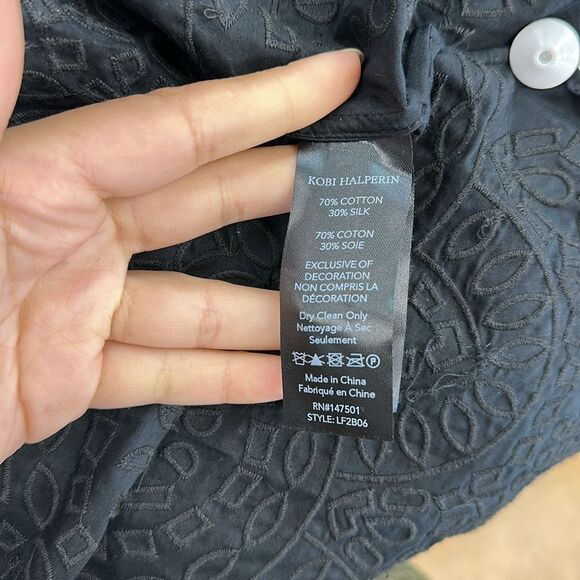 KOBI HALPERIN
70% COTTON
30% SILK
70% COTON
30% SOIE
EXCLUSIVE OF
DECORATION
NON COMPRIS LA
DÉCORATION
Dry Clean Only
Nettoyage À Sec
Seulement
Made in China
Fabriqué en Chine
RN#147501
STYLE: LF2B06